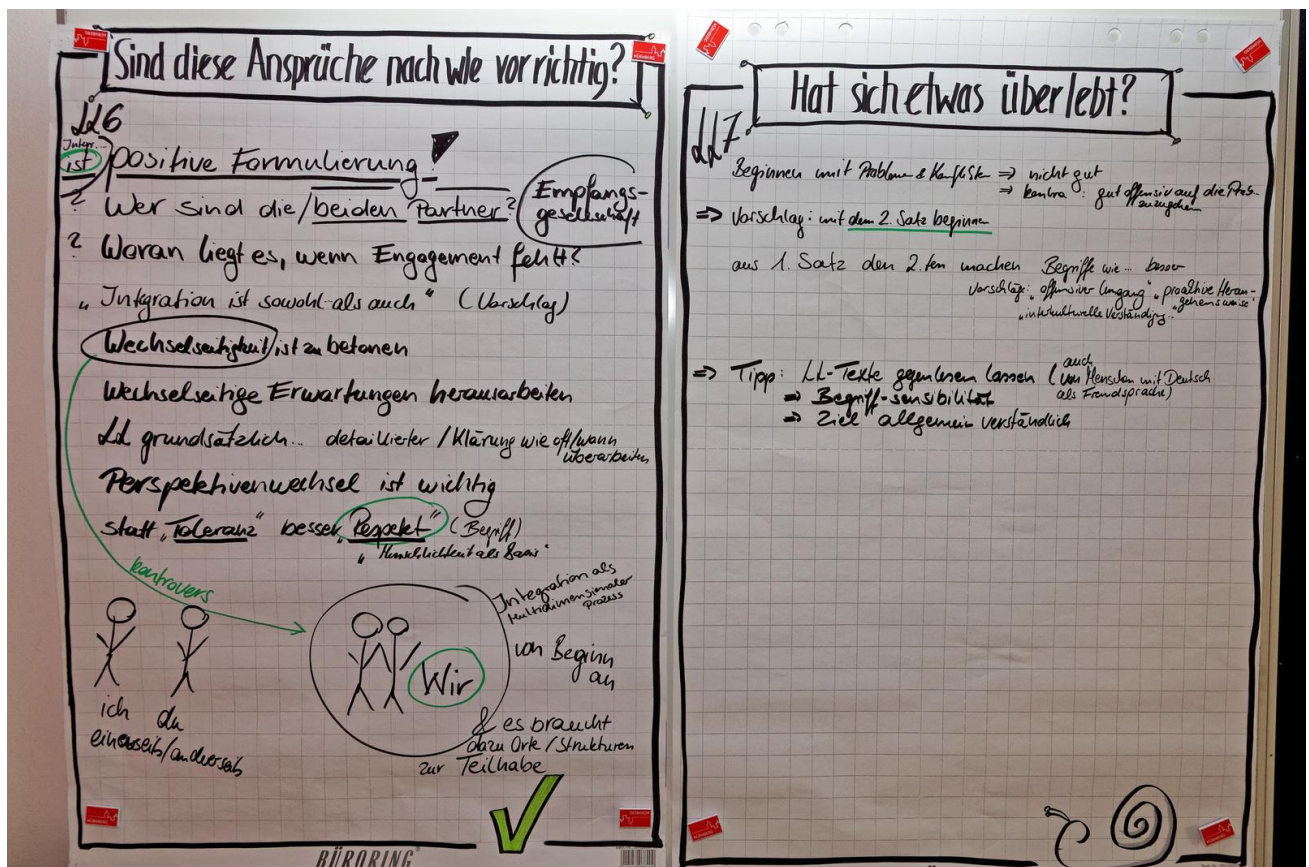 Sind diese Ansprüche nach wie vor richtig?
LL6
Integr...
ist positive Formulierung!
? Wer sind die / beiden Partner?
Empfangs-
gesellschaft
? Woran liegt es, wenn Engagement fehlt?
"Integration ist sowohl-als auch" (Vorschlag)
Wechselseitigkeit ist zu betonen
Wechselseitige Erwartungen herausarbeiten
LL grundsätzlich... detaillierter / Klärung wie oft/wann
überarbeiten
Perspektivenwechsel ist wichtig
statt "Toleranz" besser "Respekt" (Begriff)
"Menschlichkeit als Basis"
kontrovers
Integration als
Multidimensionaler
Prozess
von Beginn
an
Wir
ich du
einerseits/andererseits
& es braucht
dazu Orte / Strukturen
zur Teilhabe
BÜRORING
Hat sich etwas überlebt?
LL7
Beginnen mit Probleme & Konflikte => nicht gut
=> kontra: gut offensiv auf die Prob.
zuzugehen
=> Vorschlag: mit dem 2. Satz beginnen
aus 1. Satz den 2.ten machen Begriffe wie... besser
Vorschläge: "offensiver Umgang" "proaktive Heran-
gehensweise"
"interkulturelle Verständig..."
=> Tipp: LL-Texte gegenlesen lassen (auch
von Menschen mit Deutsch
als Fremdsprache)
=> Begriff-sensibilität
=> Ziel allgemein verständlich